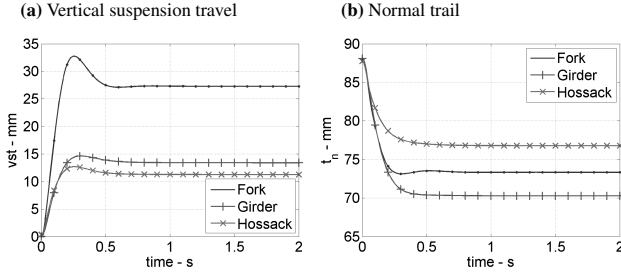 (a) Vertical suspension travel
35
30
25
20
15
10
5
0
vst - mm
Fork
Girder
Hossack
0 0.5 1 1.5 2
time - s
(b) Normal trail
90
85
80
75
70
65
t_n - mm
Fork
Girder
Hossack
0 0.5 1 1.5 2
time - s